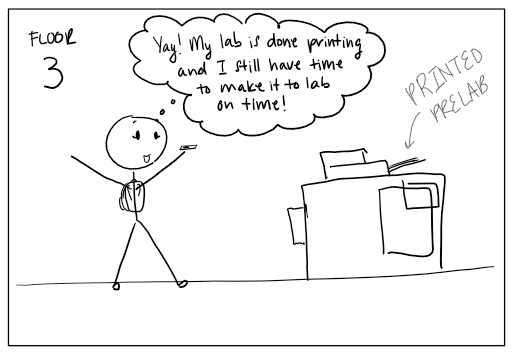 FLOOR
3
Yay! My lab is done printing
and I still have time
to make it to lab
on time!
PRINTED
PRELAB